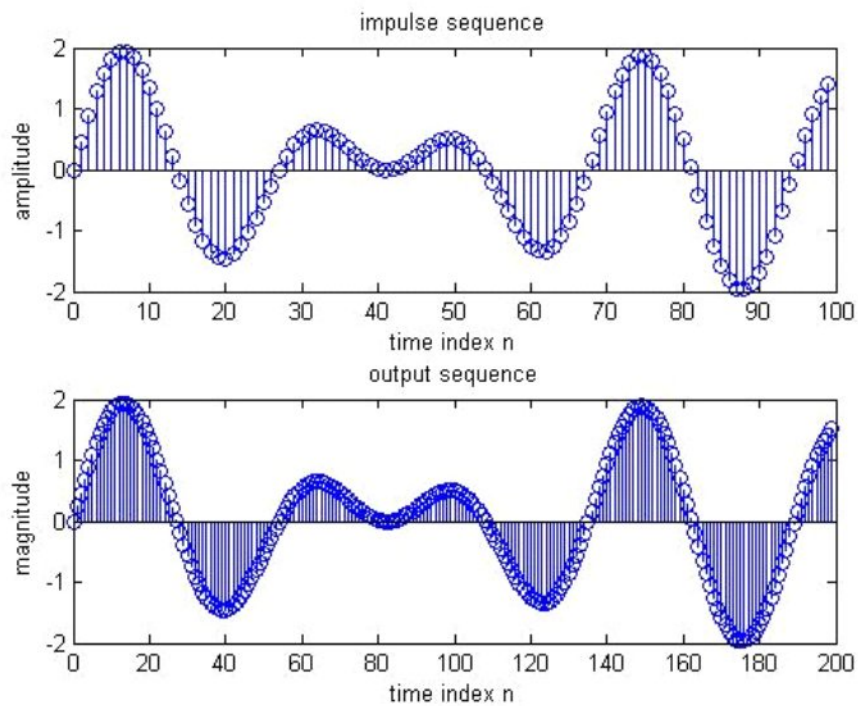 impulse sequence
2
1
0
-1
-2
amplitude
0 10 20 30 40 50 60 70 80 90 100
time index n
output sequence
2
1
0
-1
-2
magnitude
0 20 40 60 80 100 120 140 160 180 200
time index n